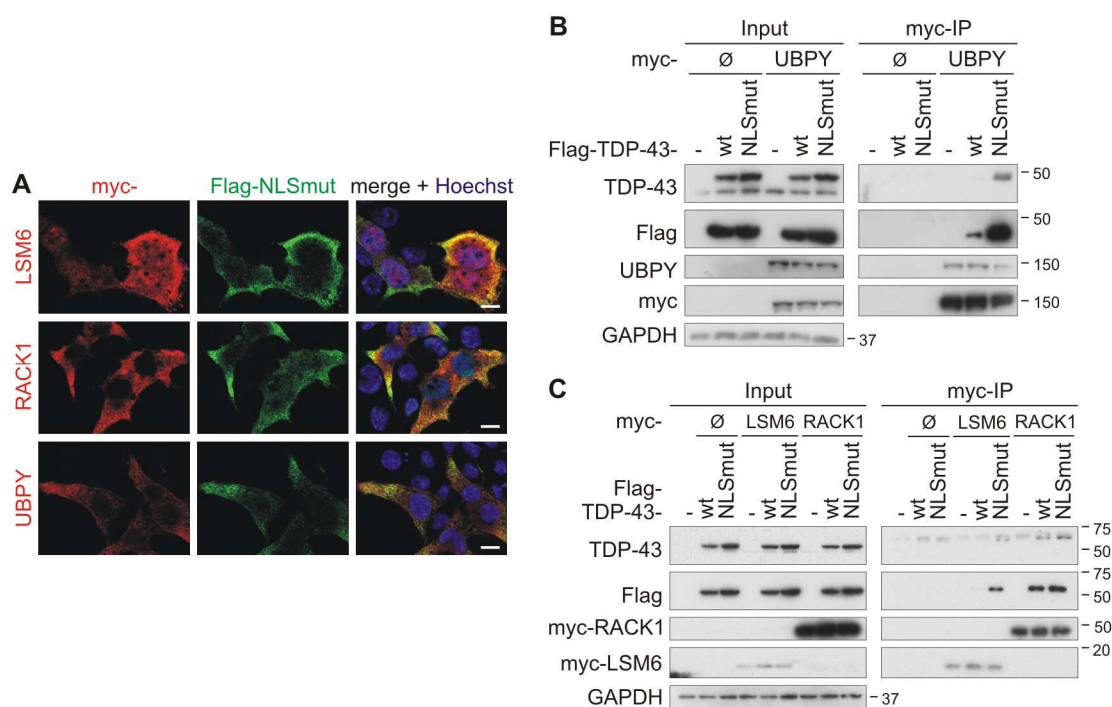 A
myc-
Flag-NLSmut
merge + Hoechst
LSM6
RACK1
UBPY
B
Input
myc-IP
myc-
Ø
UBPY
Ø
UBPY
Flag-TDP-43-
-
wt
NLSmut
-
wt
NLSmut
-
wt
NLSmut
-
wt
NLSmut
TDP-43
- 50
Flag
- 50
UBPY
- 150
myc
- 150
GAPDH
- 37
C
Input
myc-IP
myc-
Ø
LSM6
RACK1
Ø
LSM6
RACK1
Flag-
TDP-43-
-
wt
NLSmut
-
wt
NLSmut
-
wt
NLSmut
-
wt
NLSmut
-
wt
NLSmut
-
wt
NLSmut
TDP-43
- 75
- 50
Flag
- 75
- 50
myc-RACK1
- 50
myc-LSM6
- 20
GAPDH
- 37